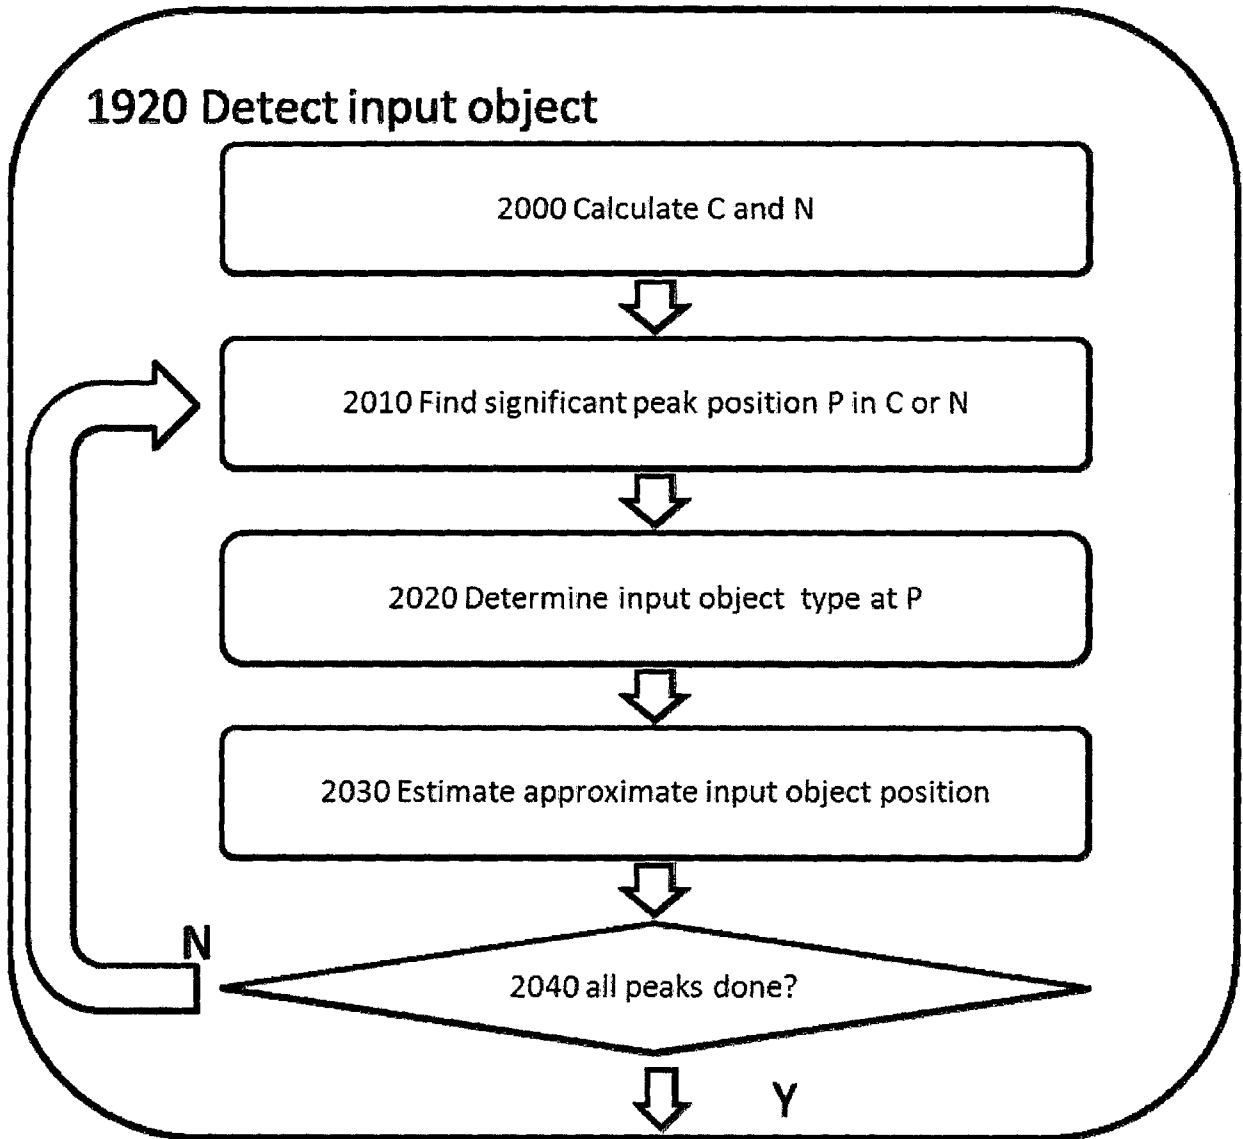 1920 Detect input object
2000 Calculate C and N
2010 Find significant peak position P in C or N
2020 Determine input object type at P
2030 Estimate approximate input object position
N
2040 all peaks done?
Y